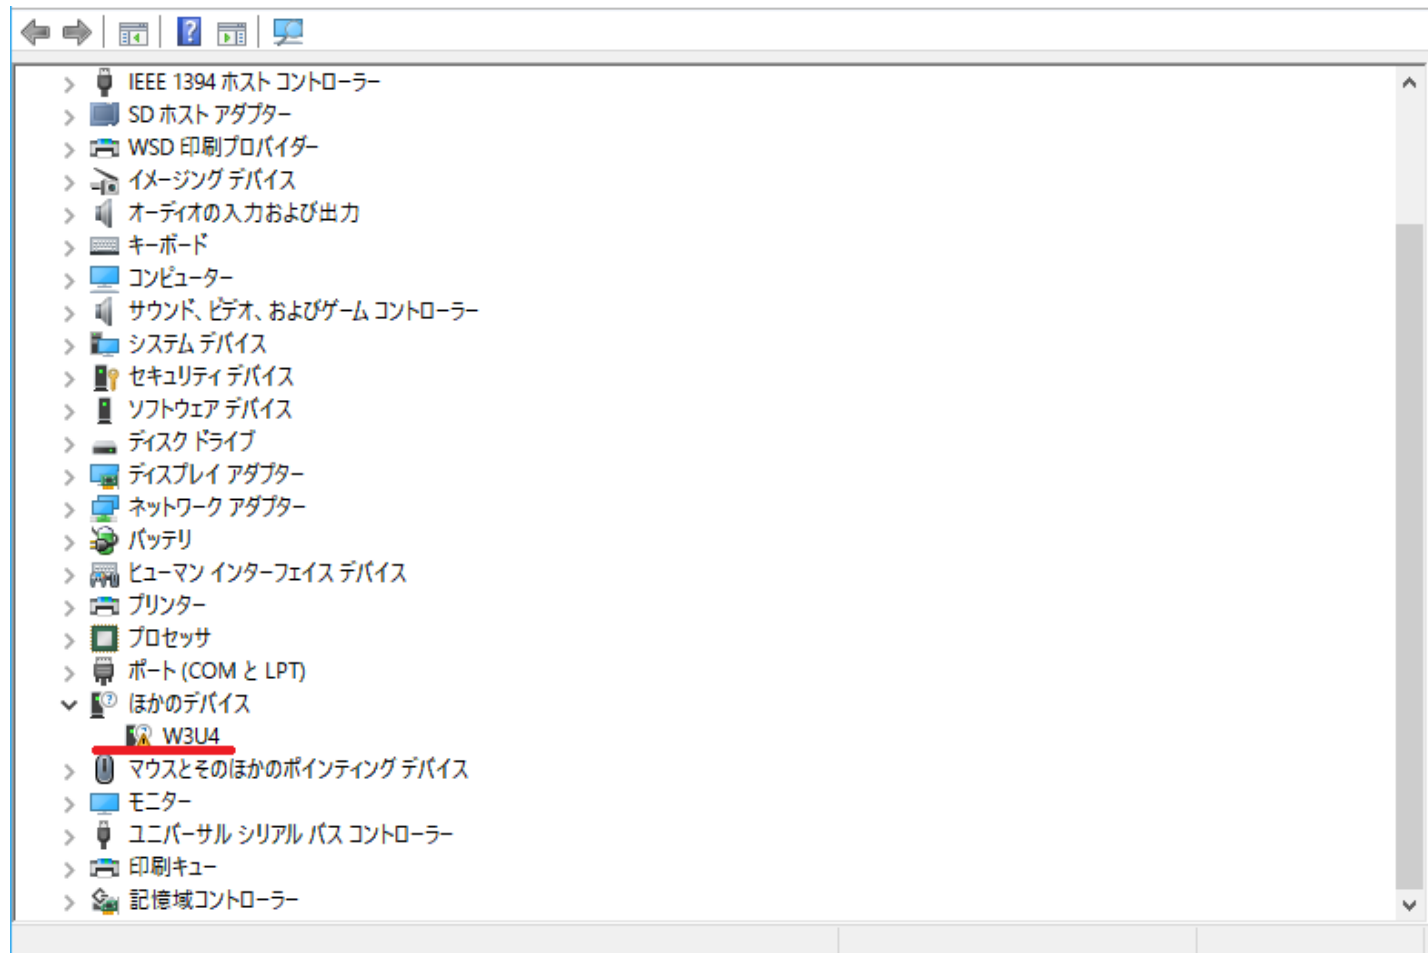 IEEE 1394 ホスト コントローラー
SD ホスト アダプター
WSD 印刷プロバイダー
イメージング デバイス
オーディオの入力および出力
キーボード
コンピューター
サウンド、ビデオ、およびゲーム コントローラー
システム デバイス
セキュリティ デバイス
ソフトウェア デバイス
ディスク ドライブ
ディスプレイ アダプター
ネットワーク アダプター
バッテリ
ヒューマン インターフェイス デバイス
プリンター
プロセッサ
ポート (COM と LPT)
ほかのデバイス
W3U4
マウスとそのほかのポインティング デバイス
モニター
ユニバーサル シリアル バス コントローラー
印刷キュー
記憶域コントローラー